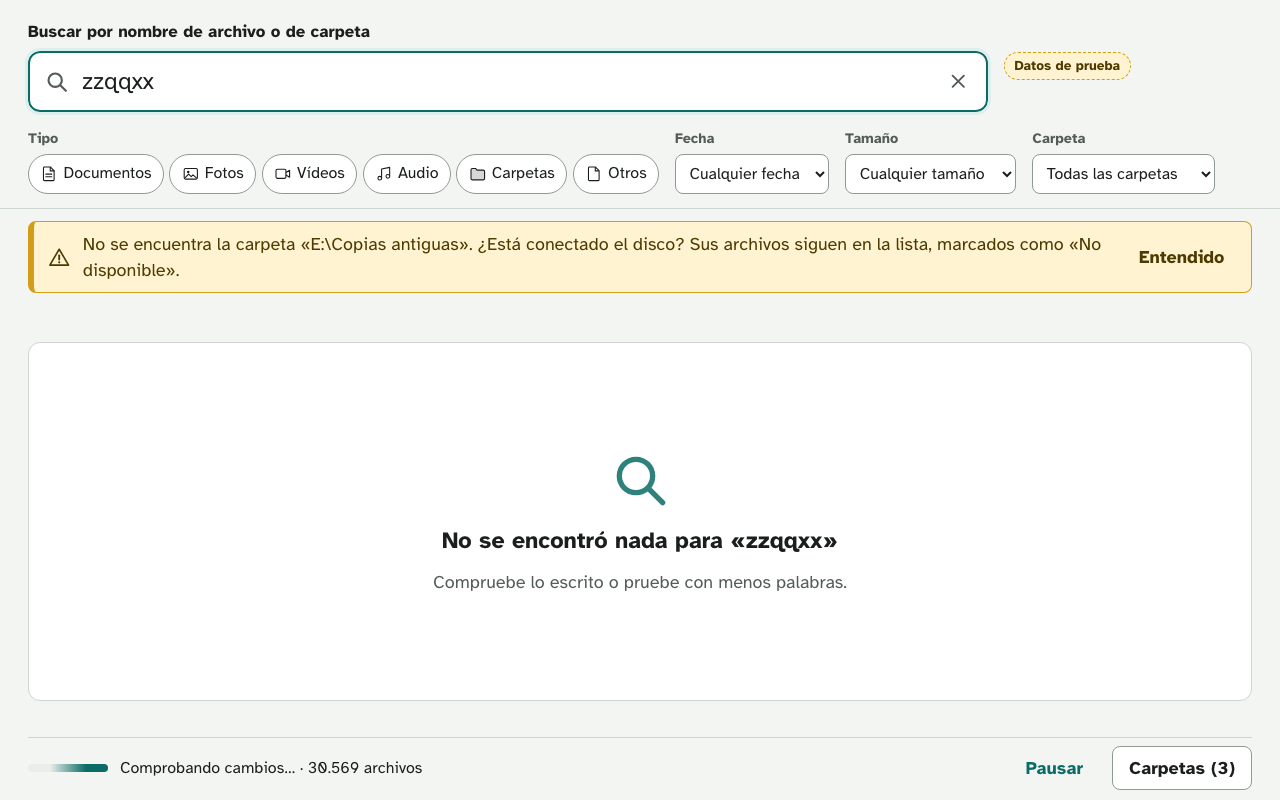 Buscar por nombre de archivo o de carpeta
zzqqxx
Datos de prueba
Tipo
Documentos
Fotos
Vídeos
Audio
Carpetas
Otros
Fecha
Cualquier fecha
Tamaño
Cualquier tamaño
Carpeta
Todas las carpetas
No se encuentra la carpeta «E:\Copias antiguas». ¿Está conectado el disco? Sus archivos siguen en la lista, marcados como «No
disponible».
Entendido
No se encontró nada para «zzqqxx»
Compruebe lo escrito o pruebe con menos palabras.
Comprobando cambios... · 30.569 archivos
Pausar
Carpetas (3)